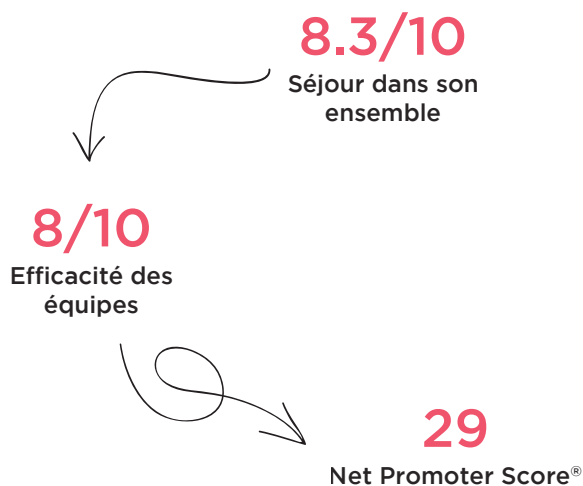 8.3/10
Séjour dans son
ensemble
8/10
Efficacité des
équipes
29
Net Promoter Score®